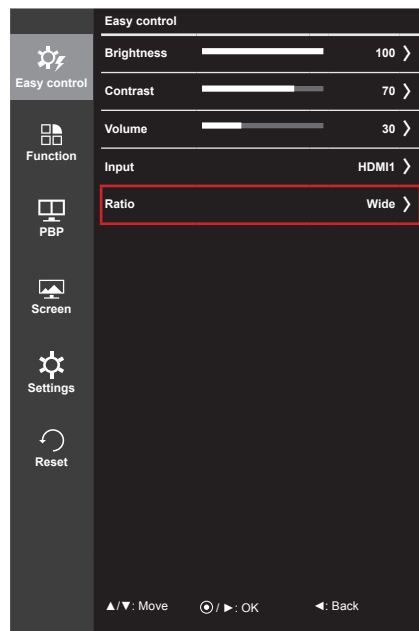 Easy control
Easy control
Function
PBP
Screen
Settings
Reset
Brightness 100
Contrast 70
Volume 30
Input HDMI1
Ratio Wide
▲/▼: Move ◉/ ►: OK ◄: Back